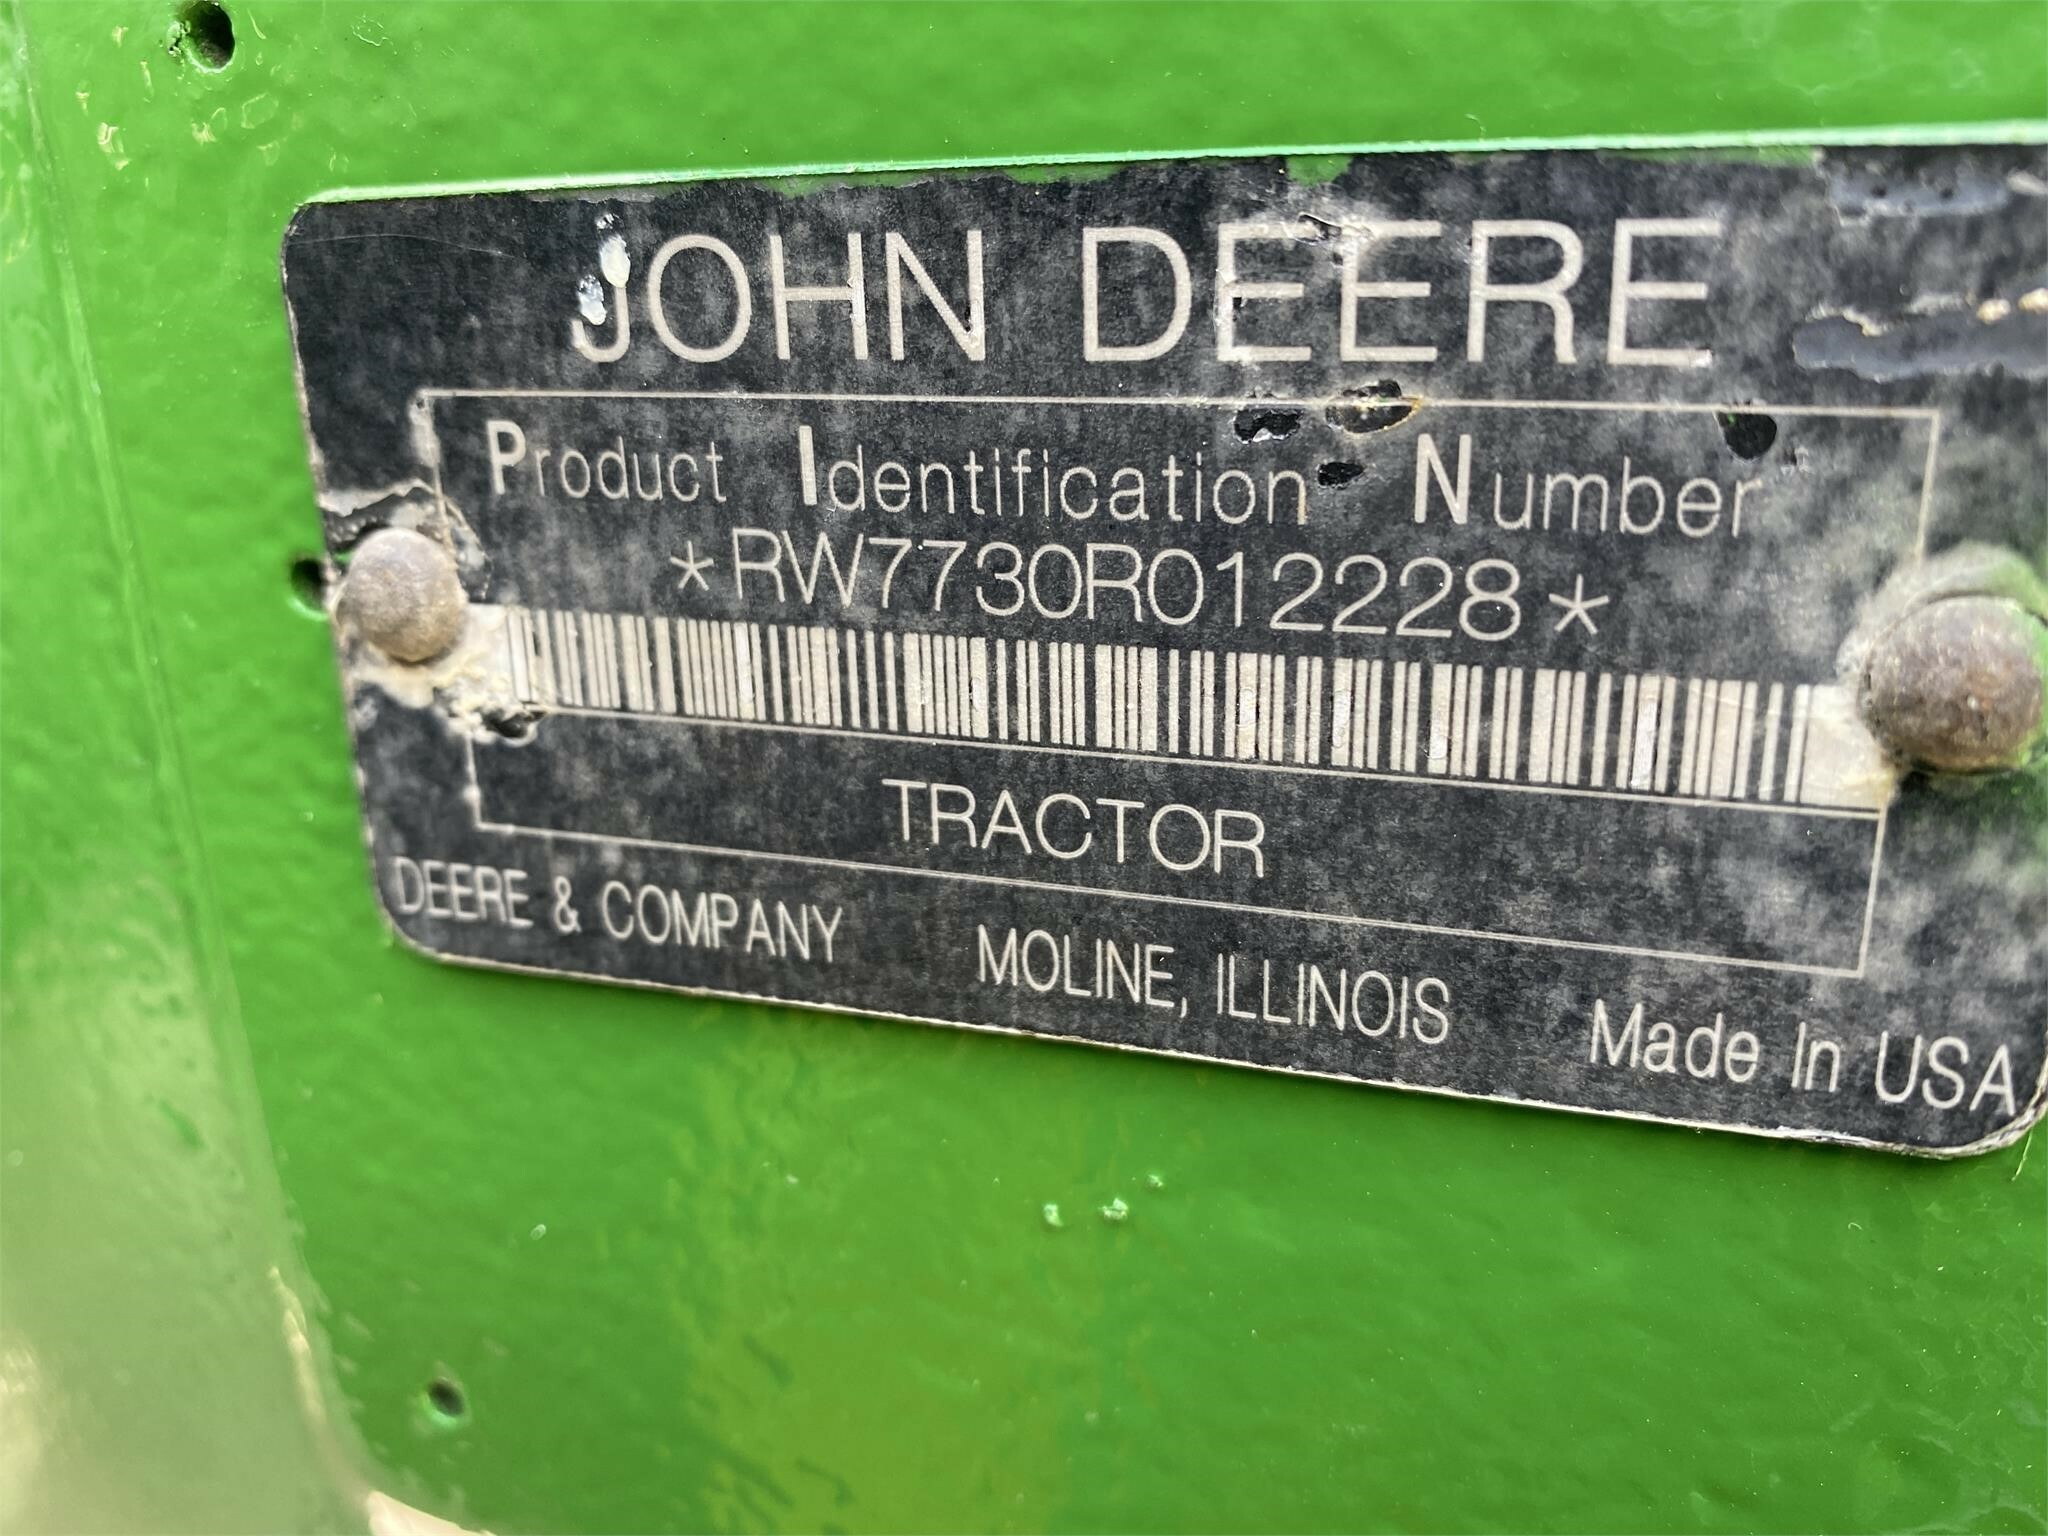 JOHN DEERE
Product Identification Number
*RW7730R012228*
TRACTOR
DEERE & COMPANY MOLINE, ILLINOIS Made In USA